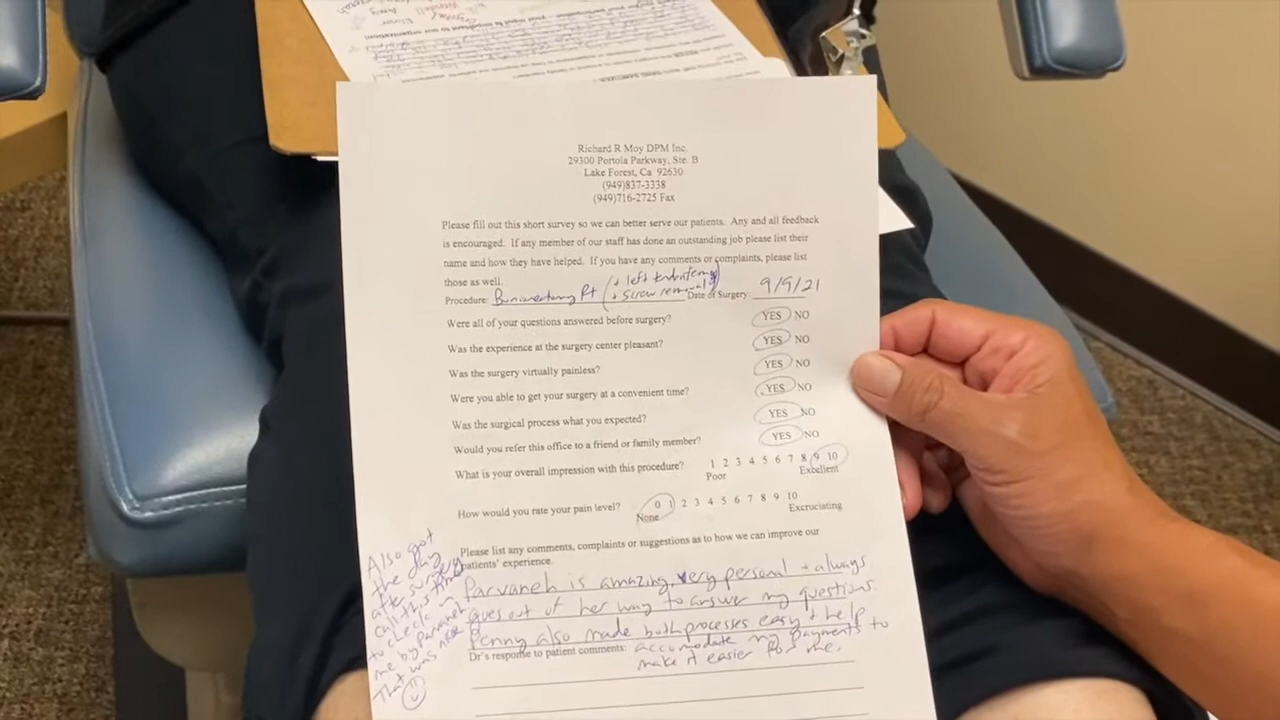 Richard R Moy DPM Inc.
29300 Portola Parkway, Ste. B
Lake Forest, Ca 92630
(949)837-3338
(949)716-2725 Fax
Please fill out this short survey so we can better serve our patients. Any and all feedback
is encouraged. If any member of our staff has done an outstanding job please list their
name and how they have helped. If you have any comments or complaints, please list
those as well.
(+ left
+ screw removal)
Procedure: Bunionectomy Rt Date of Surgery: 9/9/21
Were all of your questions answered before surgery? YES NO
Was the experience at the surgery center pleasant? YES NO
Was the surgery virtually painless? YES NO
Were you able to get your surgery at a convenient time? YES NO
Was the surgical process what you expected? YES NO
Would you refer this office to a friend or family member? YES NO
What is your overall impression with this procedure? 1 2 3 4 5 6 7 8 9 10
Poor Excellent
How would you rate your pain level? 0 1 2 3 4 5 6 7 8 9 10
None Excruciating
Please list any comments, complaints or suggestions as to how we can improve our
patients' experience.
Parvaneh is amazing, very personal + always
goes out of her way to answer my questions.
Penny also made both processes easy + help
accomodate my payments to
make it easier for me.
Dr's response to patient comments:
Also got
the day
after surgery
call this time
to check on
me by Parvaneh
That was nice